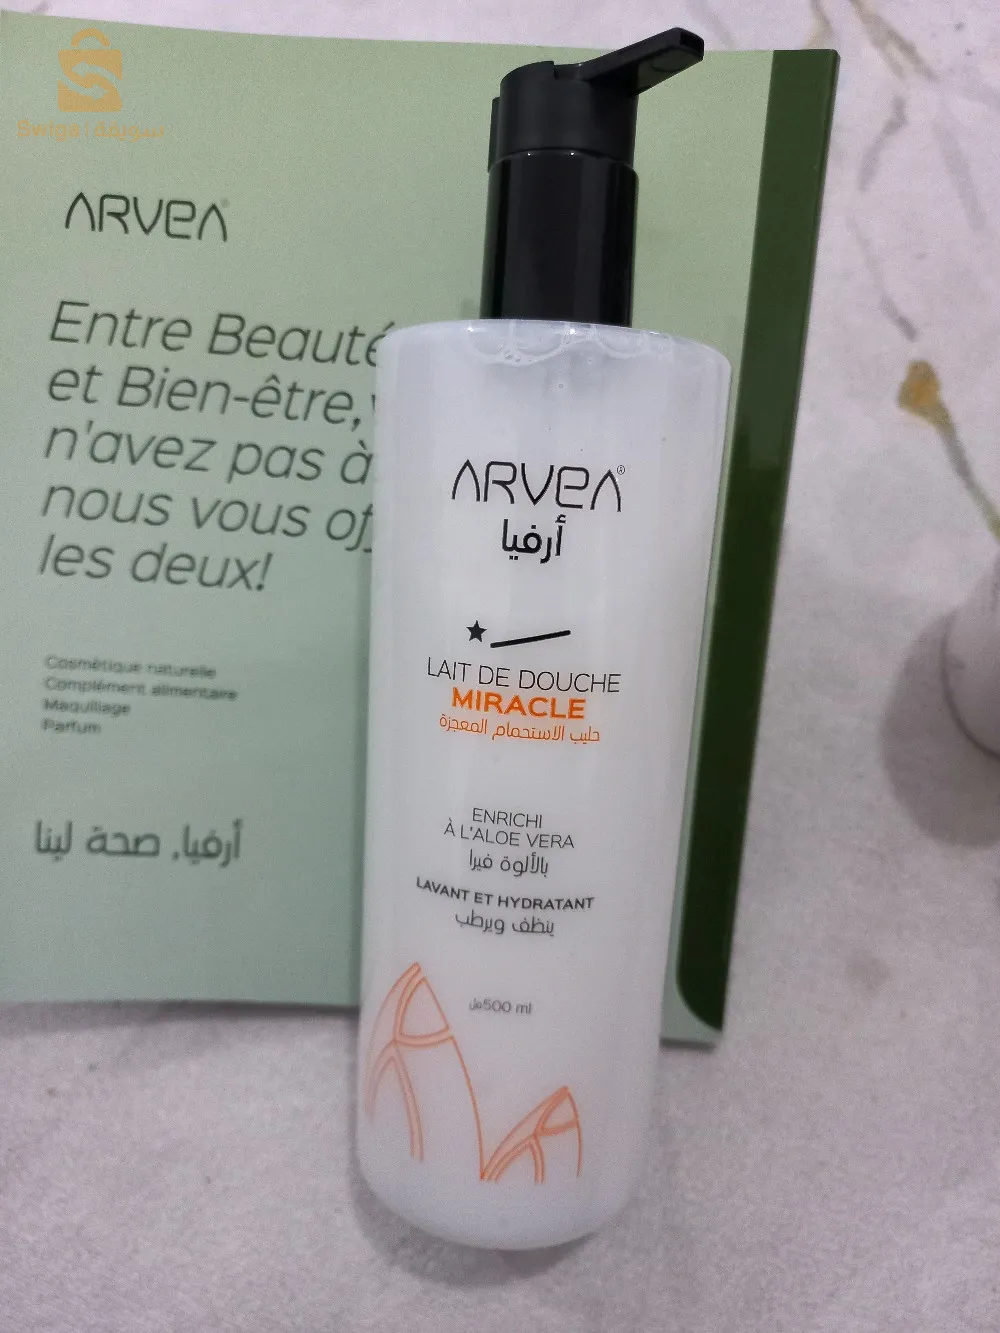 Swiga سويقة
ARVEA
Entre Beauté
et Bien-être,
n'avez pas à
nous vous of
les deux!
Cosmétique naturelle
Complément alimentaire
Maquillage
Parfum
أرفيا, صحة لينا
ARVEA®
أرفيا
LAIT DE DOUCHE
MIRACLE
حليب الاستحمام المعجزة
ENRICHI
À L'ALOE VERA
بالألوة فيرا
LAVANT ET HYDRATANT
ينظف ويرطب
500 ml مل